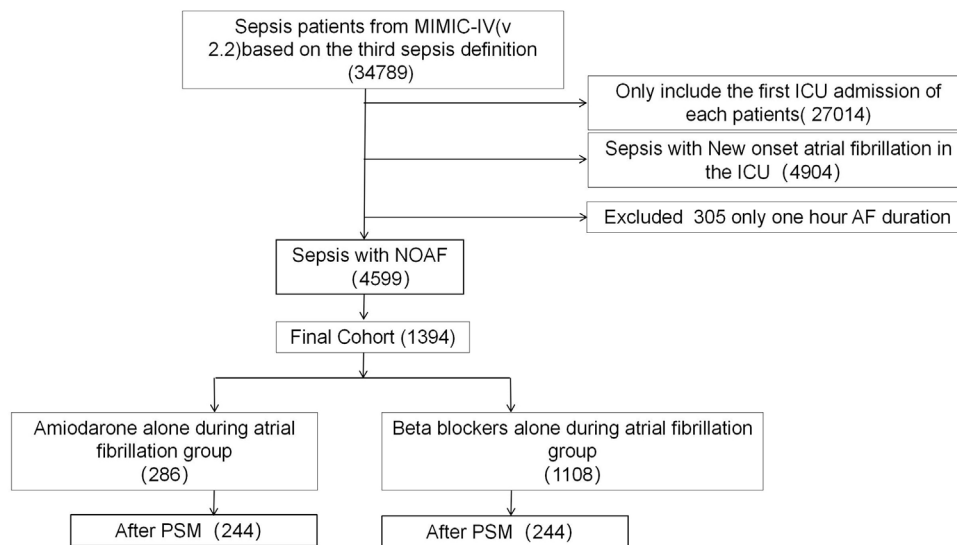 Sepsis patients from MIMIC-IV(v
2.2)based on the third sepsis definition
(34789)
Only include the first ICU admission of
each patients( 27014)
Sepsis with New onset atrial fibrillation in
the ICU (4904)
Excluded 305 only one hour AF duration
Sepsis with NOAF
(4599)
Final Cohort (1394)
Amiodarone alone during atrial
fibrillation group
(286)
Beta blockers alone during atrial fibrillation
group
(1108)
After PSM (244)
After PSM (244)